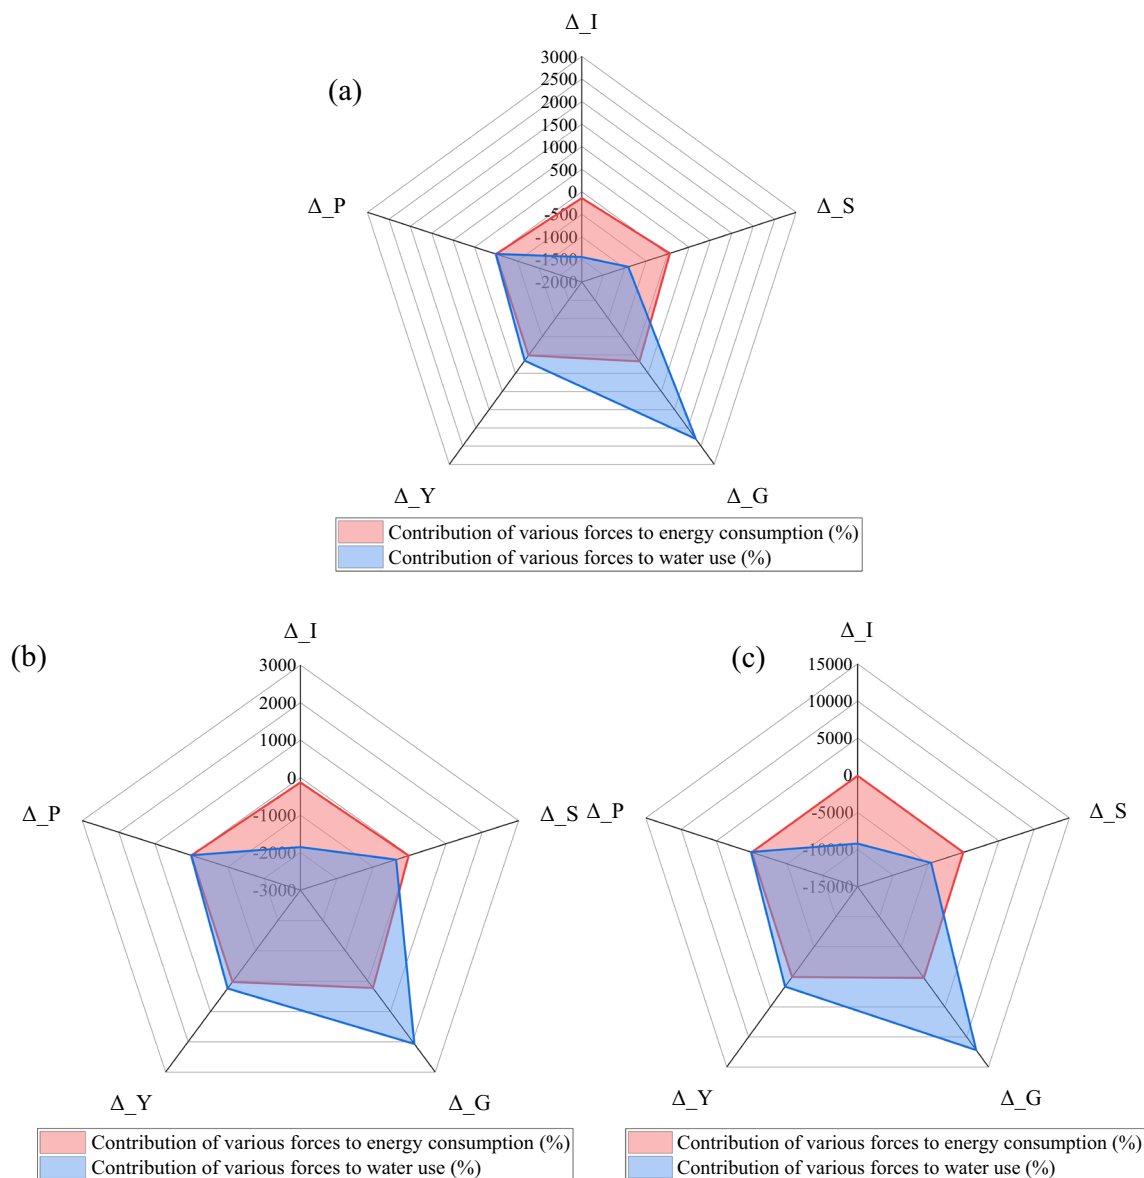 Δ_I
(a)
3000
2500
2000
1500
1000
500
0
-500
-1000
-1500
-2000
Δ_P
Δ_S
Δ_Y
Δ_G
Contribution of various forces to energy consumption (%)
Contribution of various forces to water use (%)
(b)
Δ_I
3000
2000
1000
0
-1000
-2000
-3000
Δ_P
Δ_S
Δ_Y
Δ_G
Contribution of various forces to energy consumption (%)
Contribution of various forces to water use (%)
(c)
Δ_I
15000
10000
5000
0
-5000
-10000
-15000
Δ_P
Δ_S
Δ_Y
Δ_G
Contribution of various forces to energy consumption (%)
Contribution of various forces to water use (%)